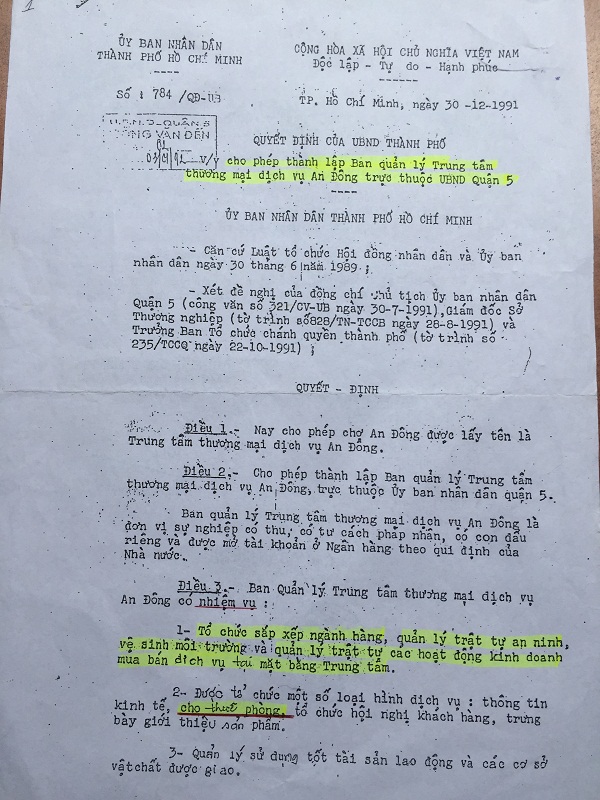 ỦY BAN NHÂN DÂN
THÀNH PHỐ HỒ CHÍ MINH
CỘNG HÒA XÃ HỘI CHỦ NGHĨA VIỆT NAM
Độc lập - Tự do - Hạnh phúc
Số : 784 /QĐ-UB
TP. Hồ Chí Minh, ngày 30 -12-1991
U.B.N.D-QUẬN 5
CÔNG VĂN ĐẾN
QUYẾT ĐỊNH CỦA UBND THÀNH PHỐ
cho phép thành lập Ban quản lý Trung tâm
thương mại dịch vụ An Đông trực thuộc UBND Quận 5
ỦY BAN NHÂN DÂN THÀNH PHỐ HỒ CHÍ MINH
- Căn cứ Luật tổ chức Hội đồng nhân dân và Ủy ban
nhân dân ngày 30 tháng 6 năm 1989 ;
- Xét đề nghị của đồng chí Chủ tịch Ủy ban nhân dân
Quận 5 (công văn số 321/CV-UB ngày 30-7-1991),Giám đốc Sở
Thương nghiệp (tờ trình số828/TN-TCCB ngày 28-8-1991) và
Trưởng Ban Tổ chức chánh quyền thành phố (tờ trình số
235/TCCQ ngày 22-10-1991) ;
QUYẾT - ĐỊNH
Điều 1.- Nay cho phép chợ An Đông được lấy tên là
Trung tâm thương mại dịch vụ An Đông.
Điều 2.- Cho phép thành lập Ban quản lý Trung tâm
thương mại dịch vụ An Đông, trực thuộc Ủy ban nhân dân quận 5.
Ban quản lý Trung tâm thương mại dịch vụ An Đông là
đơn vị sự nghiệp có thu, có tư cách pháp nhân, có con dấu
riêng và được mở tài khoản ở Ngân hàng theo qui định của
Nhà nước.
Điều 3.- Ban Quản lý Trung tâm thương mại dịch vụ
An Đông có nhiệm vụ :
1- Tổ chức sắp xếp ngành hàng, quản lý trật tự an ninh,
vệ sinh môi trường và quản lý trật tự các hoạt động kinh doanh
mua bán dịch vụ tại mặt bằng Trung tâm.
2- Được tổ chức một số loại hình dịch vụ : thông tin
kinh tế, cho thuê phòng, tổ chức hội nghị khách hàng, trưng
bày giới thiệu sản phẩm.
3- Quản lý sử dụng tốt tài sản lao động và các cơ sở
vật chất được giao.